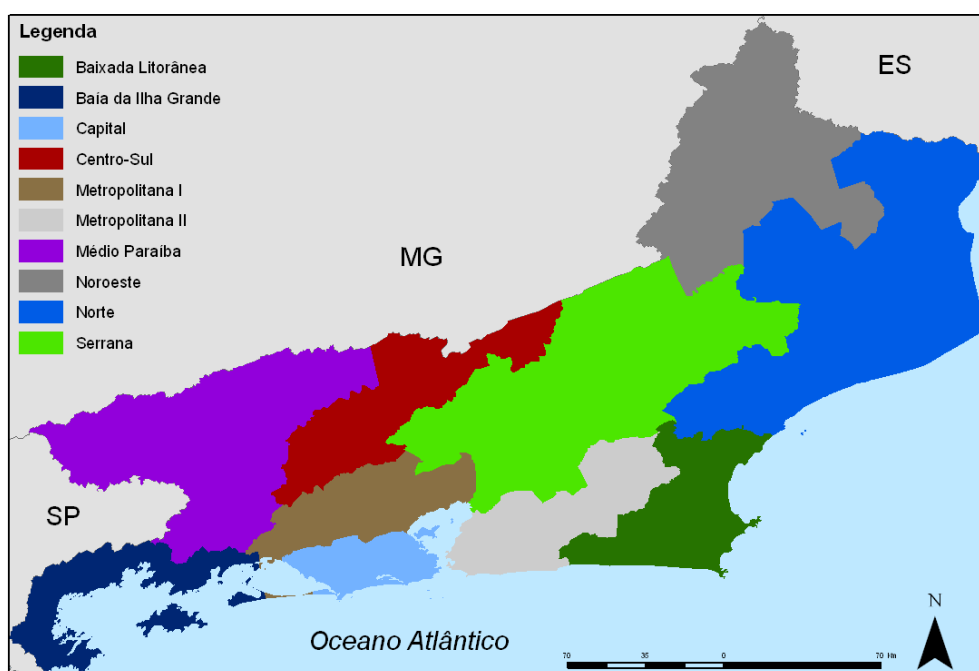 Legenda
Baixada Litorânea
Baía da Ilha Grande
Capital
Centro-Sul
Metropolitana I
Metropolitana II
Médio Paraíba
Noroeste
Norte
Serrana
ES
MG
SP
Oceano Atlântico
N
70 35 0 70 Km